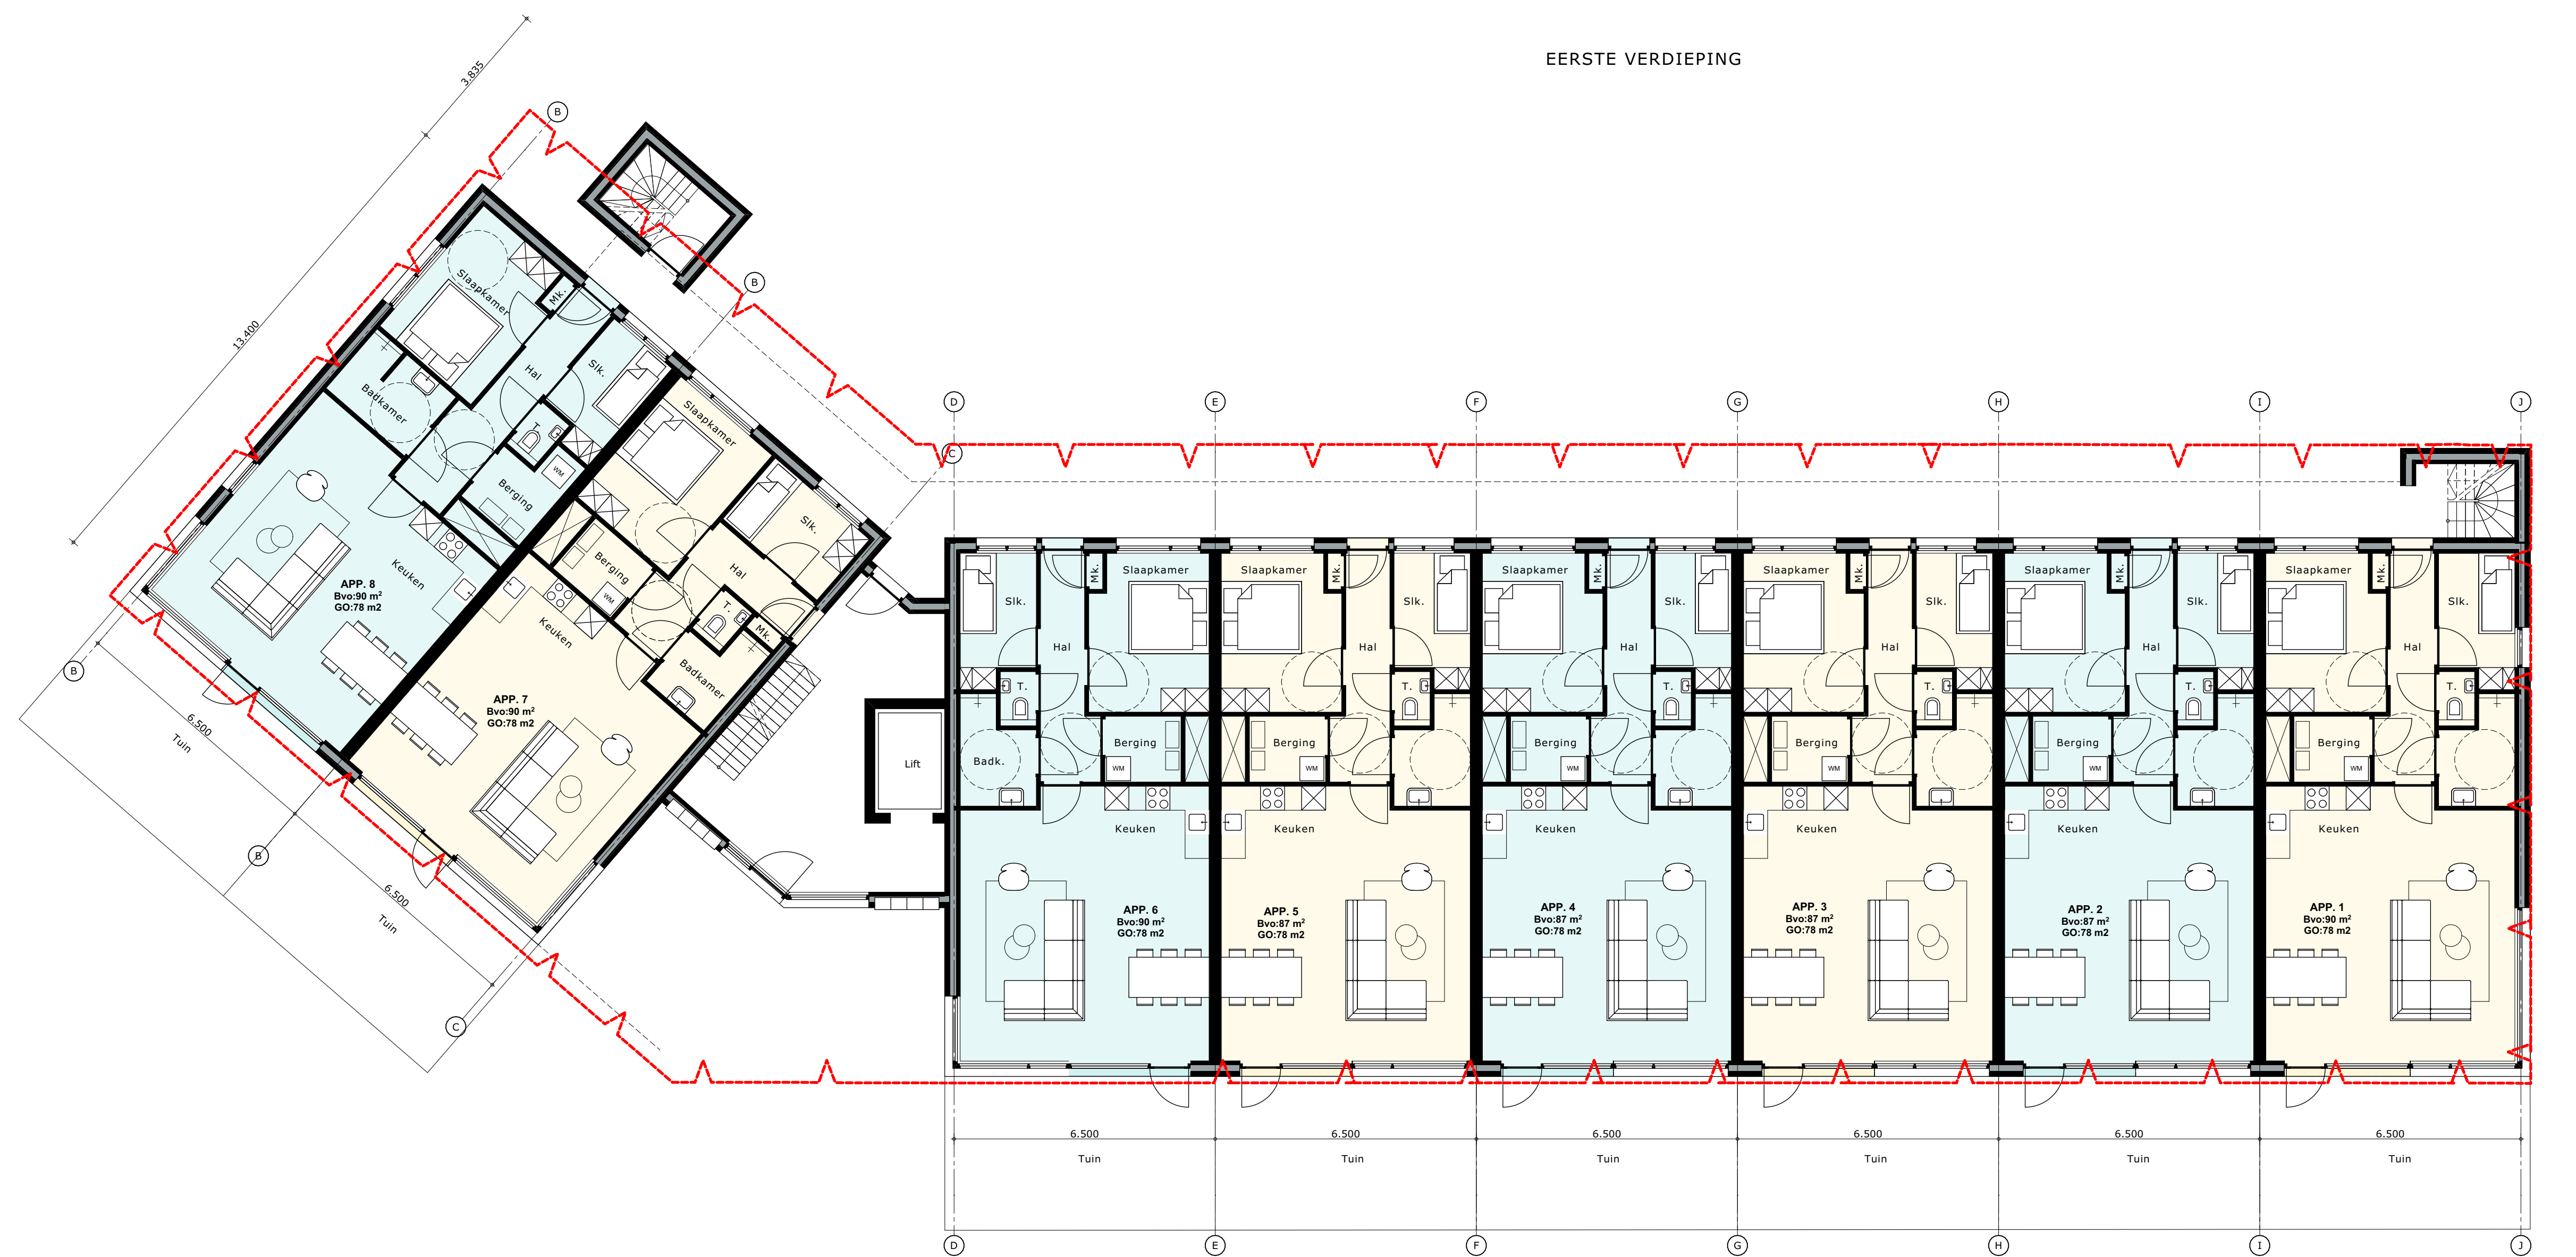 EERSTE VERDIEPING
3.835
13.400
B
B
Slaapkamer
Mk.
Hal
Slk.
Badkamer
T.
WM
Berging
Keuken
APP. 8
Bvo:90 m²
GO:78 m2
Slaapkamer
Slk.
Berging
WM
Hal
T.
Mk.
Badkamer
Keuken
APP. 7
Bvo:90 m²
GO:78 m2
B
6.500
Tuin
B
6.500
Tuin
C
C
Lift
D
E
F
G
H
I
J
Slk.
Mk.
Slaapkamer
Slaapkamer
Mk.
Slk.
Slaapkamer
Mk.
Slk.
Slaapkamer
Mk.
Slk.
Slaapkamer
Mk.
Slk.
Slaapkamer
Mk.
Slk.
Hal
Hal
Hal
Hal
Hal
Hal
T.
T.
T.
T.
T.
T.
Badk.
Berging
Berging
Berging
Berging
Berging
Berging
WM
WM
WM
WM
WM
WM
Keuken
Keuken
Keuken
Keuken
Keuken
Keuken
APP. 6
Bvo:90 m²
GO:78 m2
APP. 5
Bvo:87 m²
GO:78 m2
APP. 4
Bvo:87 m²
GO:78 m2
APP. 3
Bvo:87 m²
GO:78 m2
APP. 2
Bvo:87 m²
GO:78 m2
APP. 1
Bvo:90 m²
GO:78 m2
6.500
6.500
6.500
6.500
6.500
6.500
Tuin
Tuin
Tuin
Tuin
Tuin
Tuin
D
E
F
G
H
I
J